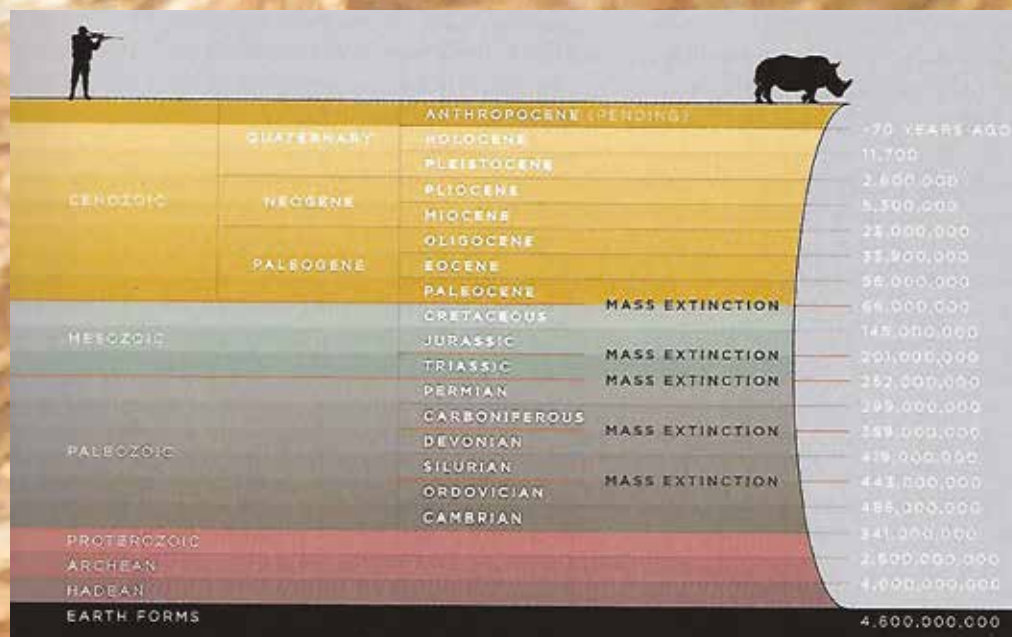 ANTHROPOCENE (PENDING)
~70 YEARS AGO
QUATERNARY
HOLOCENE
11,700
PLEISTOCENE
2,600,000
CENOZOIC
NEOGENE
PLIOCENE
5,300,000
MIOCENE
23,000,000
OLIGOCENE
33,900,000
PALEOGENE
EOCENE
56,000,000
PALEOCENE
MASS EXTINCTION
66,000,000
CRETACEOUS
145,000,000
MESOZOIC
JURASSIC
MASS EXTINCTION
201,000,000
TRIASSIC
MASS EXTINCTION
252,000,000
PERMIAN
299,000,000
CARBONIFEROUS
MASS EXTINCTION
359,000,000
PALEOZOIC
DEVONIAN
419,000,000
SILURIAN
MASS EXTINCTION
443,000,000
ORDOVICIAN
485,000,000
CAMBRIAN
541,000,000
PROTEROZOIC
2,500,000,000
ARCHEAN
4,000,000,000
HADEAN
EARTH FORMS
4,600,000,000